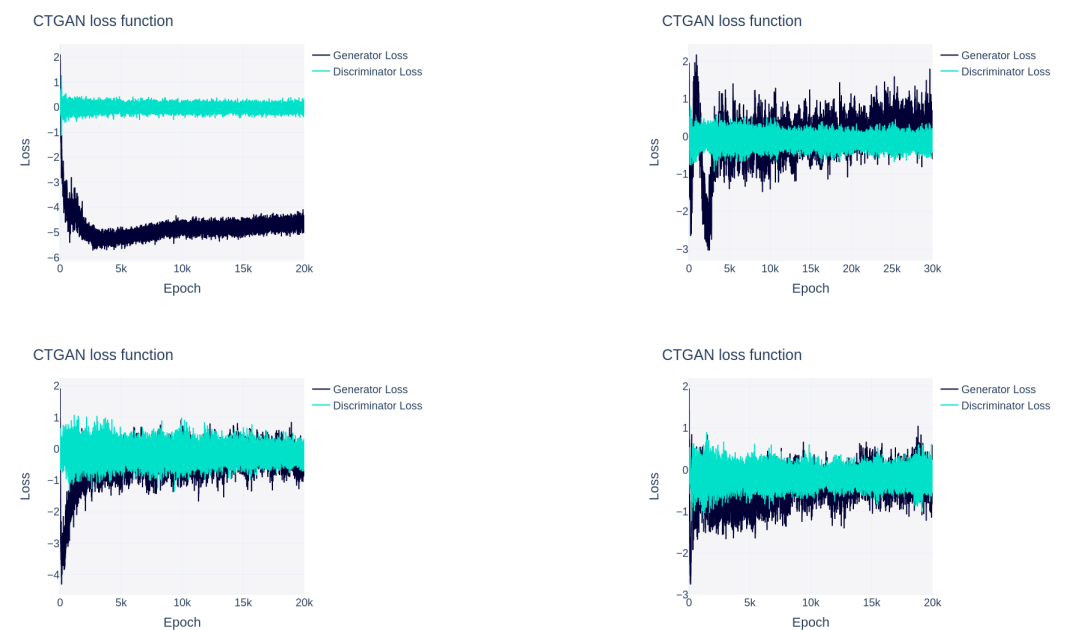 CTGAN loss function
2
1
0
−1
−2
−3
−4
−5
−6
Loss
0
5k
10k
15k
20k
Epoch
Generator Loss
Discriminator Loss
CTGAN loss function
2
1
0
−1
−2
−3
Loss
0
5k
10k
15k
20k
25k
30k
Epoch
Generator Loss
Discriminator Loss
CTGAN loss function
2
1
0
−1
−2
−3
−4
Loss
0
5k
10k
15k
20k
Epoch
Generator Loss
Discriminator Loss
CTGAN loss function
2
1
0
−1
−2
−3
Loss
0
5k
10k
15k
20k
Epoch
Generator Loss
Discriminator Loss